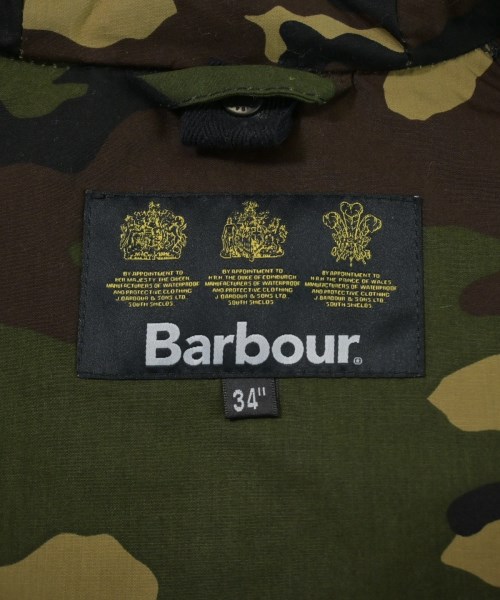 BY APPOINTMENT TO
HER MAJESTY THE QUEEN
MANUFACTURERS OF WATERPROOF
AND PROTECTIVE CLOTHING
J. BARBOUR & SONS LTD.
SOUTH SHIELDS
BY APPOINTMENT TO
H.R.H. THE DUKE OF EDINBURGH
MANUFACTURERS OF WATERPROOF
AND PROTECTIVE CLOTHING
J. BARBOUR & SONS LTD.
SOUTH SHIELDS
BY APPOINTMENT TO
H.R.H. THE PRINCE OF WALES
MANUFACTURERS OF WATERPROOF
AND PROTECTIVE CLOTHING
J. BARBOUR & SONS LTD.
SOUTH SHIELDS
Barbour®
34"